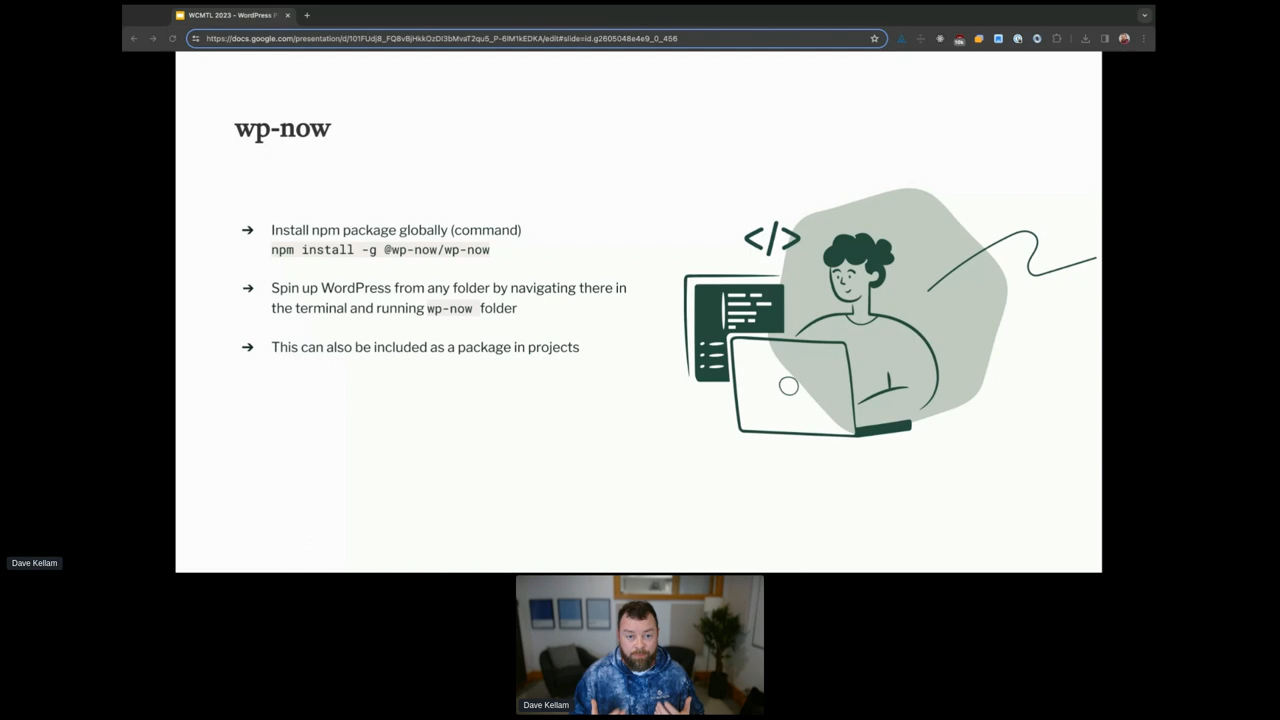 WCMTL 2023 - WordPress P
https://docs.google.com/presentation/d/101FUdj8_FQ8vBjHkkOzDI3bMvaT2qu5_P-6IM1kEDKA/edit#slide=id.g2605048e4e9_0_456
10k
wp-now
➔ Install npm package globally (command)
npm install -g @wp-now/wp-now
➔ Spin up WordPress from any folder by navigating there in
the terminal and running wp-now folder
➔ This can also be included as a package in projects
</>
Dave Kellam
Dave Kellam